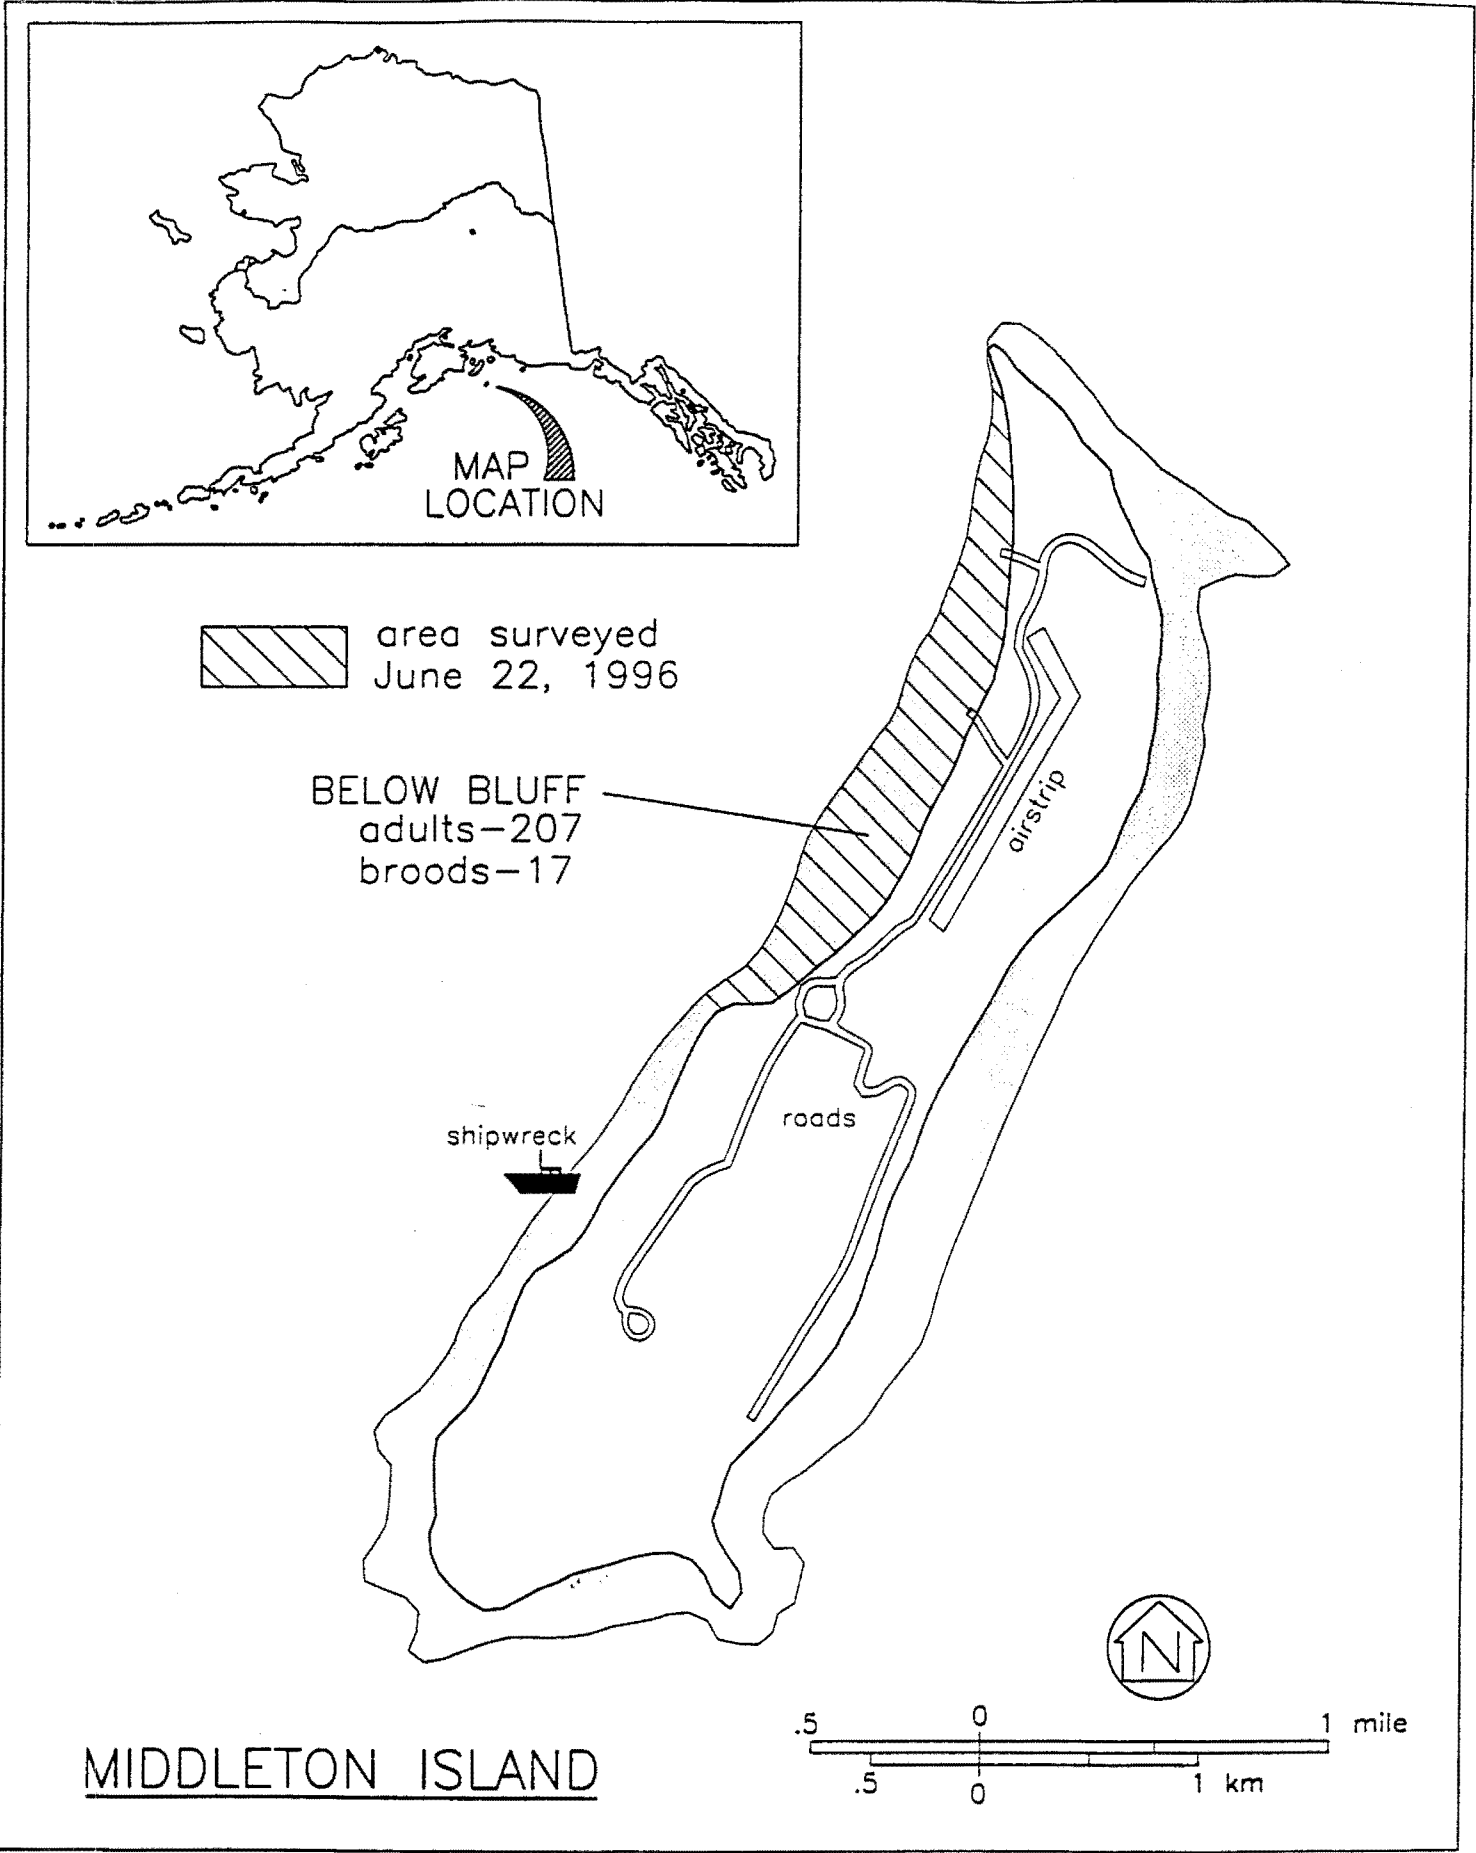 MAP
LOCATION
area surveyed
June 22, 1996
BELOW BLUFF
adults-207
broods-17
airstrip
roads
shipwreck
N
.5 0 1 mile
.5 0 1 km
MIDDLETON ISLAND